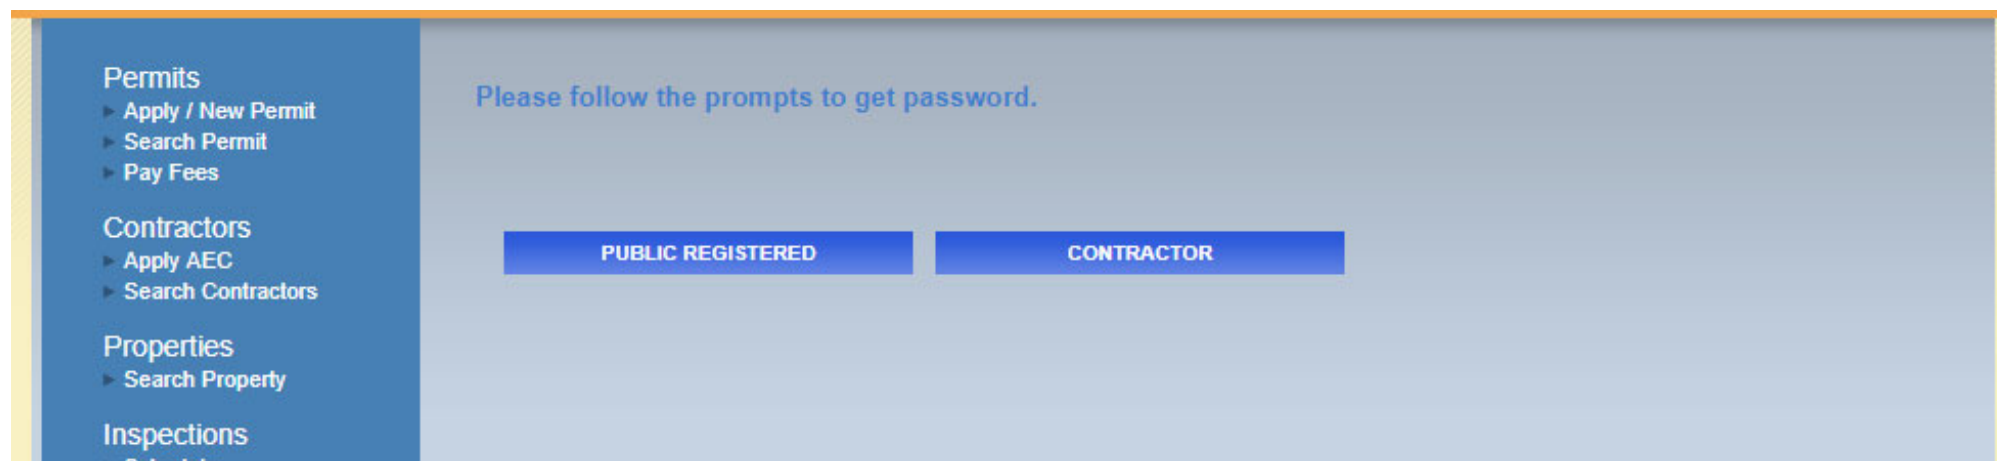 Permits
Apply / New Permit
Search Permit
Pay Fees
Contractors
Apply AEC
Search Contractors
Properties
Search Property
Inspections
Please follow the prompts to get password.
PUBLIC REGISTERED
CONTRACTOR